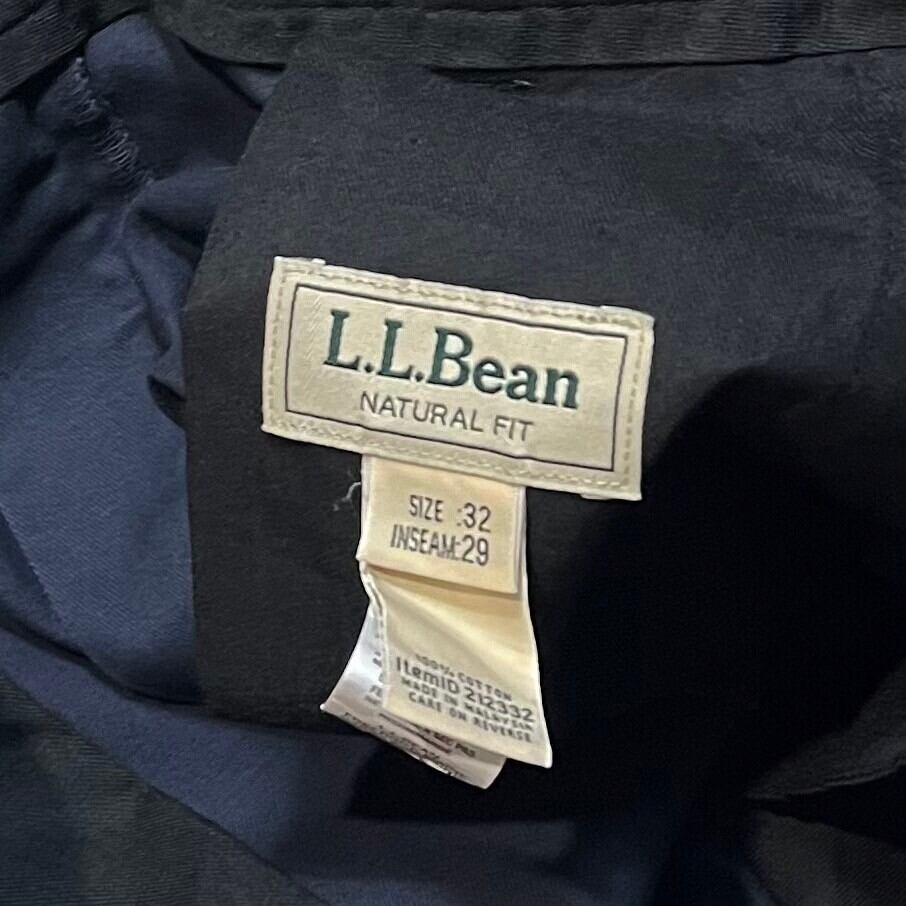 L.L.Bean
NATURAL FIT
SIZE :32
INSEAM:29
100% COTTON
ItemID 212332
MADE IN MALAYSIA
CARE ON REVERSE